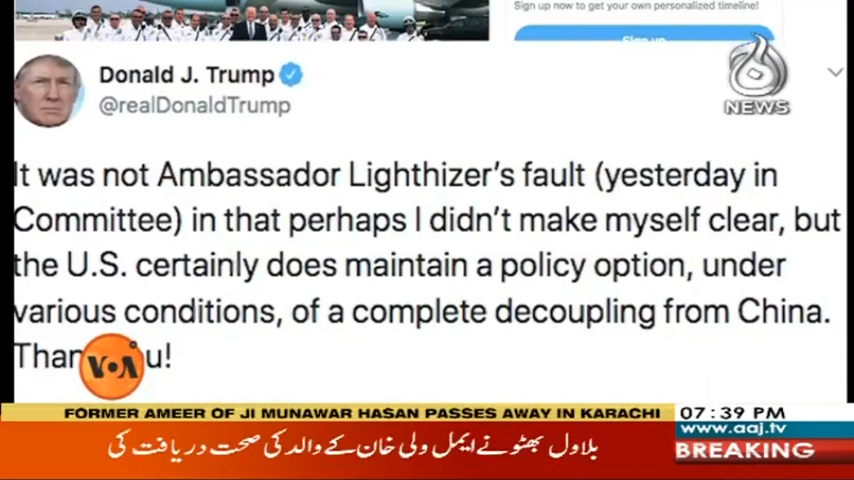 Sign up now to get your own personalized timeline!
Sign up
Donald J. Trump
@realDonaldTrump
NEWS
It was not Ambassador Lighthizer's fault (yesterday in
Committee) in that perhaps I didn't make myself clear, but
the U.S. certainly does maintain a policy option, under
various conditions, of a complete decoupling from China.
VOA
FORMER AMEER OF JI MUNAWAR HASAN PASSES AWAY IN KARACHI
07:39 PM
www.aaj.tv
بلاول بھٹو نے ایمل ولی خان کے والد کی صحت دریافت کی
BREAKING